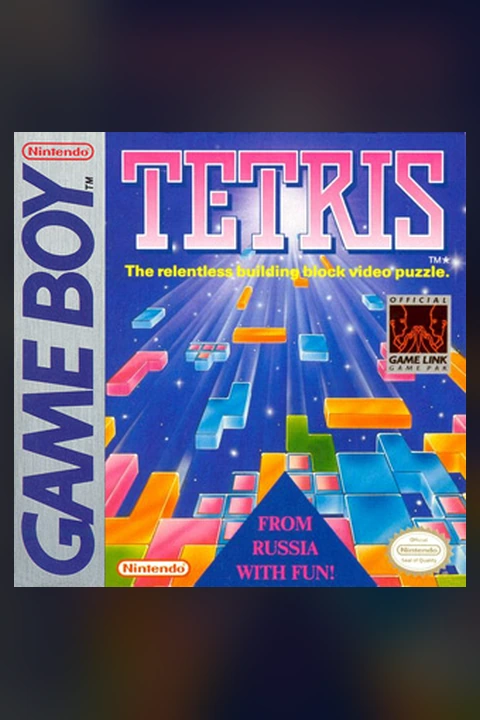 Nintendo
GAME BOY
TM
TETRIS
TM★
The relentless building block video puzzle.
OFFICIAL
GAME LINK
GAME PAK
FROM
RUSSIA
WITH FUN!
Nintendo
Official
Nintendo
Seal of Quality